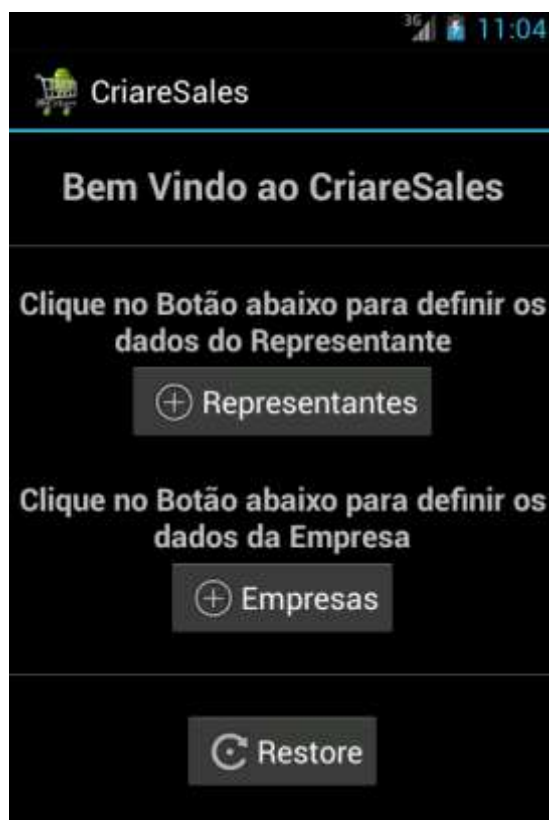 3G 11:04
CriareSales
Bem Vindo ao CriareSales
Clique no Botão abaixo para definir os
dados do Representante
Representantes
Clique no Botão abaixo para definir os
dados da Empresa
Empresas
Restore